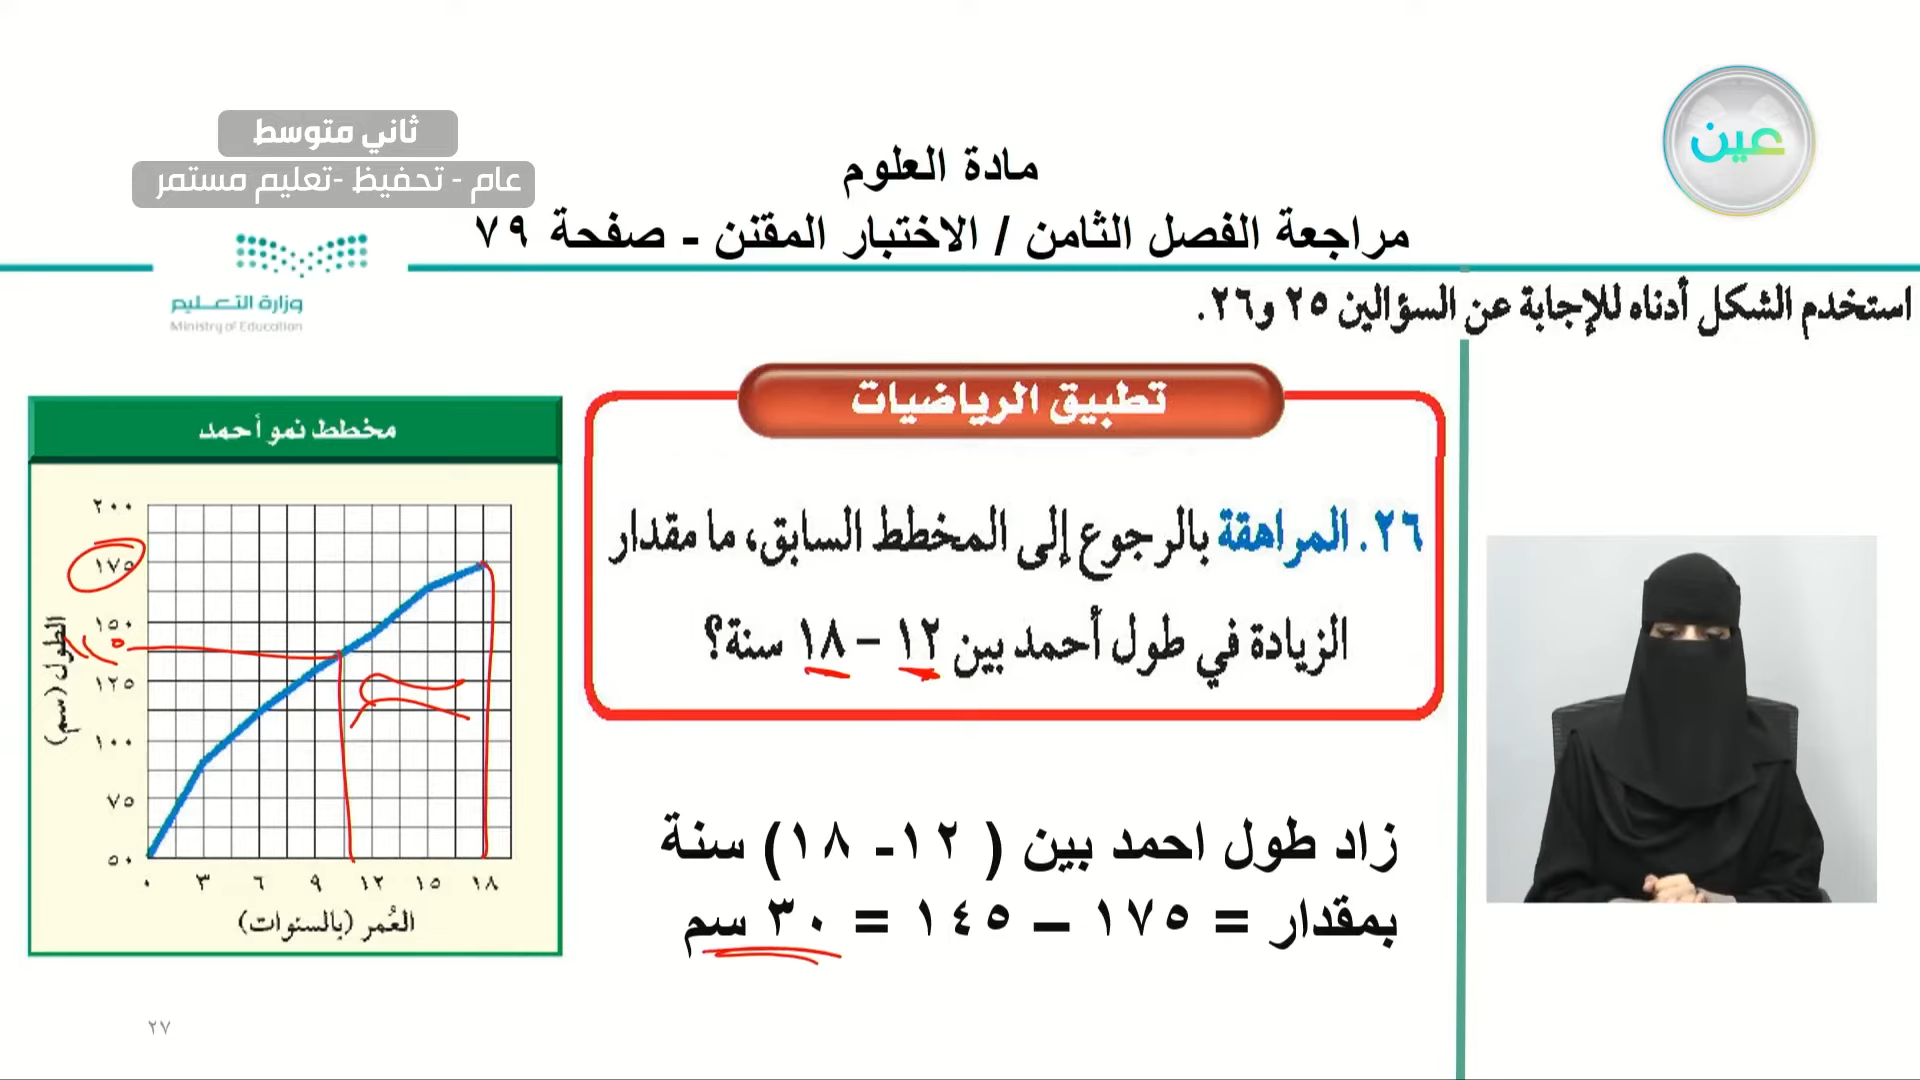 عين
ثاني متوسط
عام - تحفيظ -تعليم مستمر
مادة العلوم
مراجعة الفصل الثامن / الاختبار المقنن - صفحة ٧٩
وزارة التعـــليم
Ministry of Education
استخدم الشكل أدناه للإجابة عن السؤالين ٢٥ و٢٦.
تطبيق الرياضيات
٢٦. المراهقة بالرجوع إلى المخطط السابق، ما مقدار
الزيادة في طول أحمد بين ١٢ – ١٨ سنة؟
زاد طول احمد بين ( ١٢- ١٨) سنة
بمقدار = ١٧٥ – ١٤٥ = ٣٠ سم
مخطط نمو أحمد
٢٠٠
١٧٥
١٥٠
١٢٥
١٠٠
٧٥
٥٠
الطول (سم)
٠ ٣ ٦ ٩ ١٢ ١٥ ١٨
العُمر (بالسنوات)
٢٧